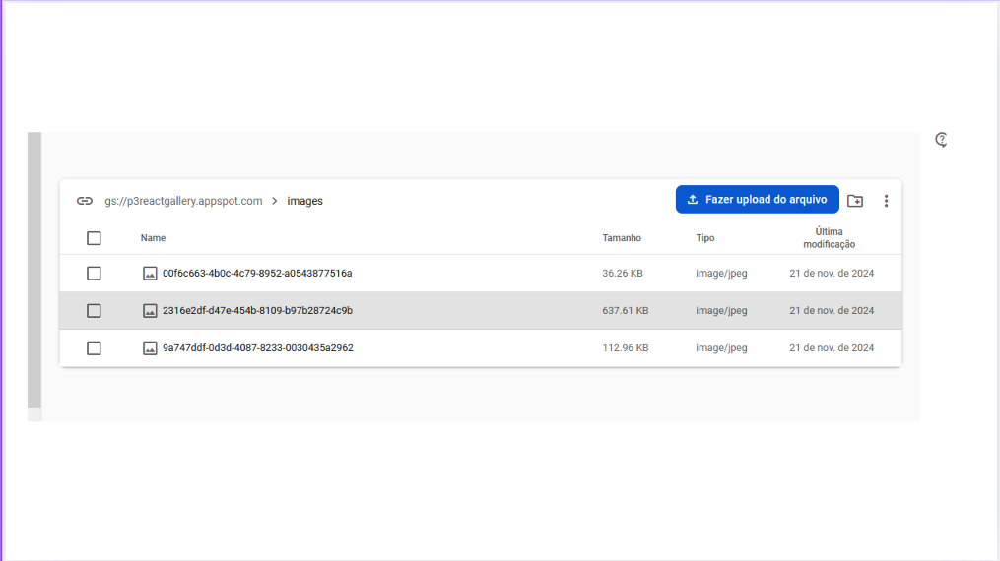 gs://p3reactgallery.appspot.com > images Fazer upload do arquivo
Name Tamanho Tipo Última modificação
00f6c663-4b0c-4c79-8952-a0543877516a 36.26 KB image/jpeg 21 de nov. de 2024
2316e2df-d47e-454b-8109-b97b28724c9b 637.61 KB image/jpeg 21 de nov. de 2024
9a747ddf-0d3d-4087-8233-0030435a2962 112.96 KB image/jpeg 21 de nov. de 2024